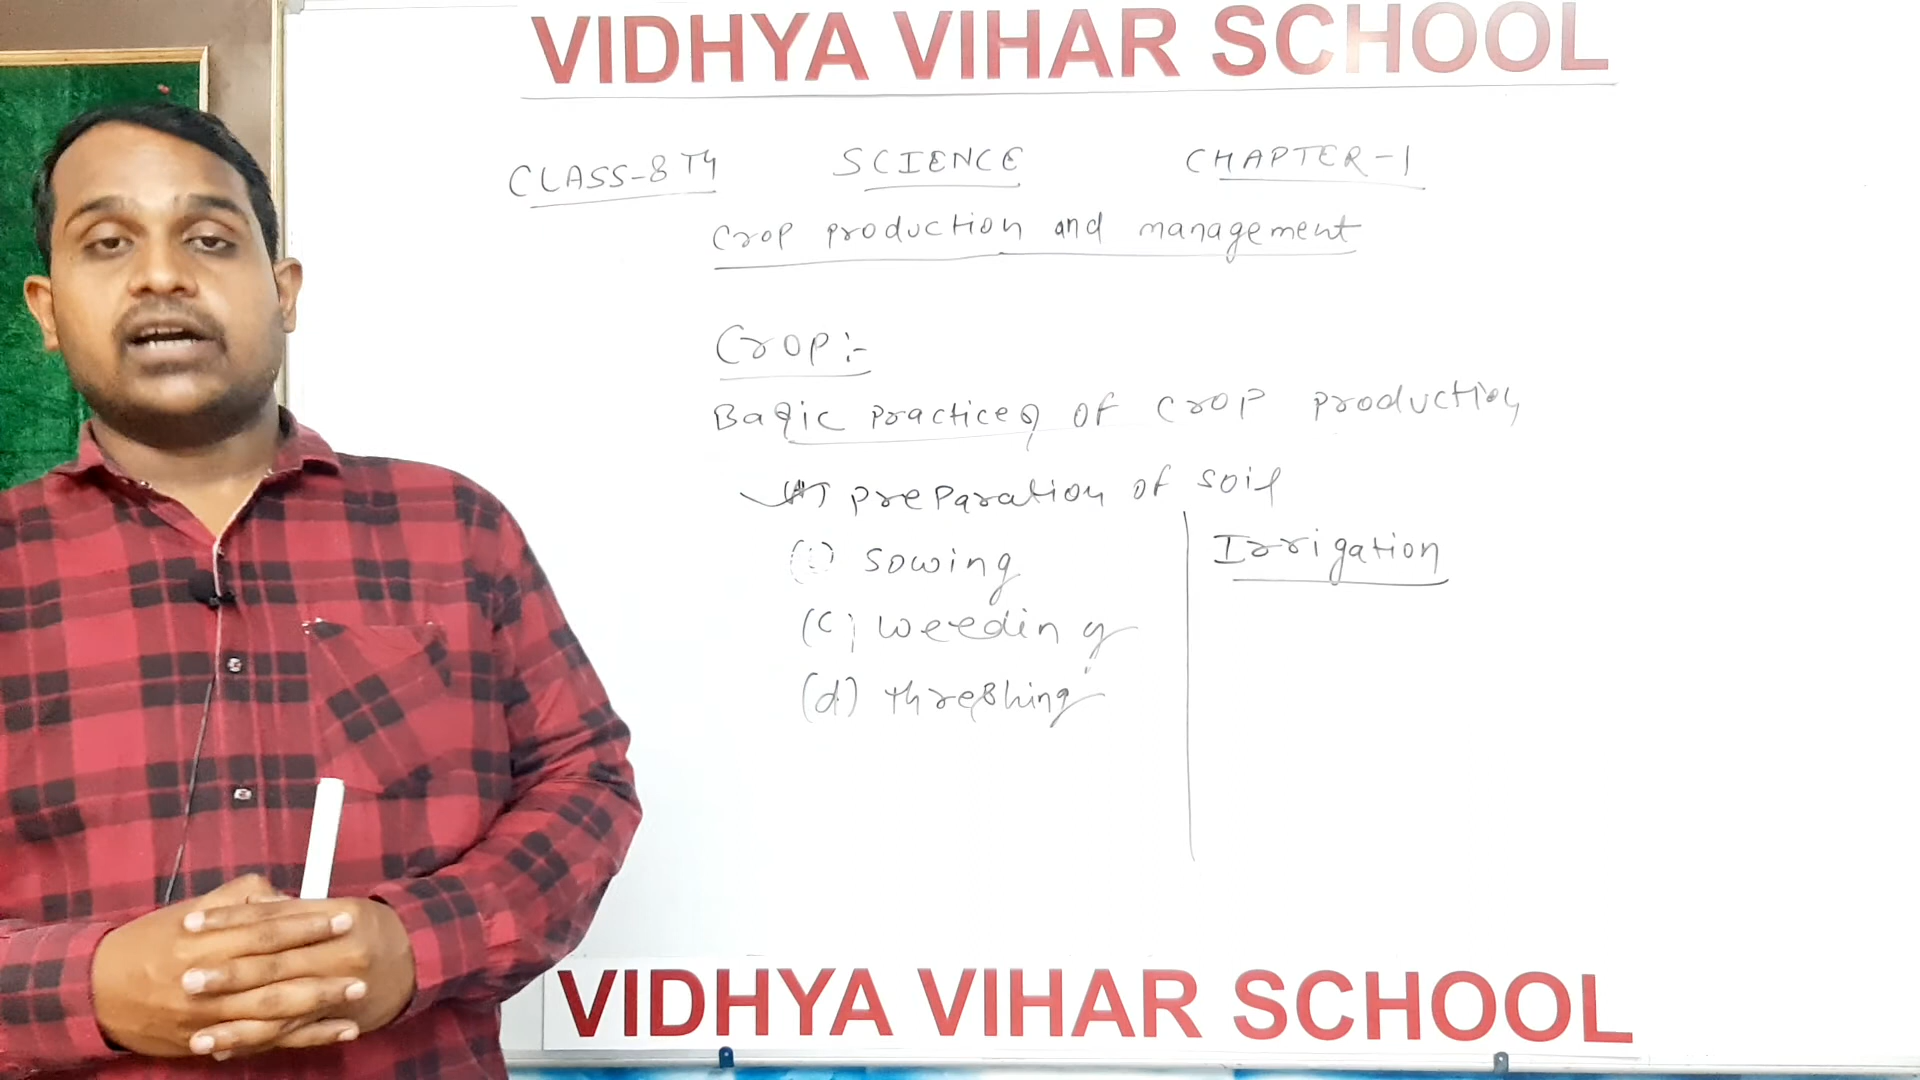 VIDHYA VIHAR SCHOOL
CLASS-8TH SCIENCE CHAPTER-1
Crop production and management
Crop:-
Basic practices of crop production
preparation of soil
sowing
Irrigation
(c) weeding
(d) threshing
VIDHYA VIHAR SCHOOL